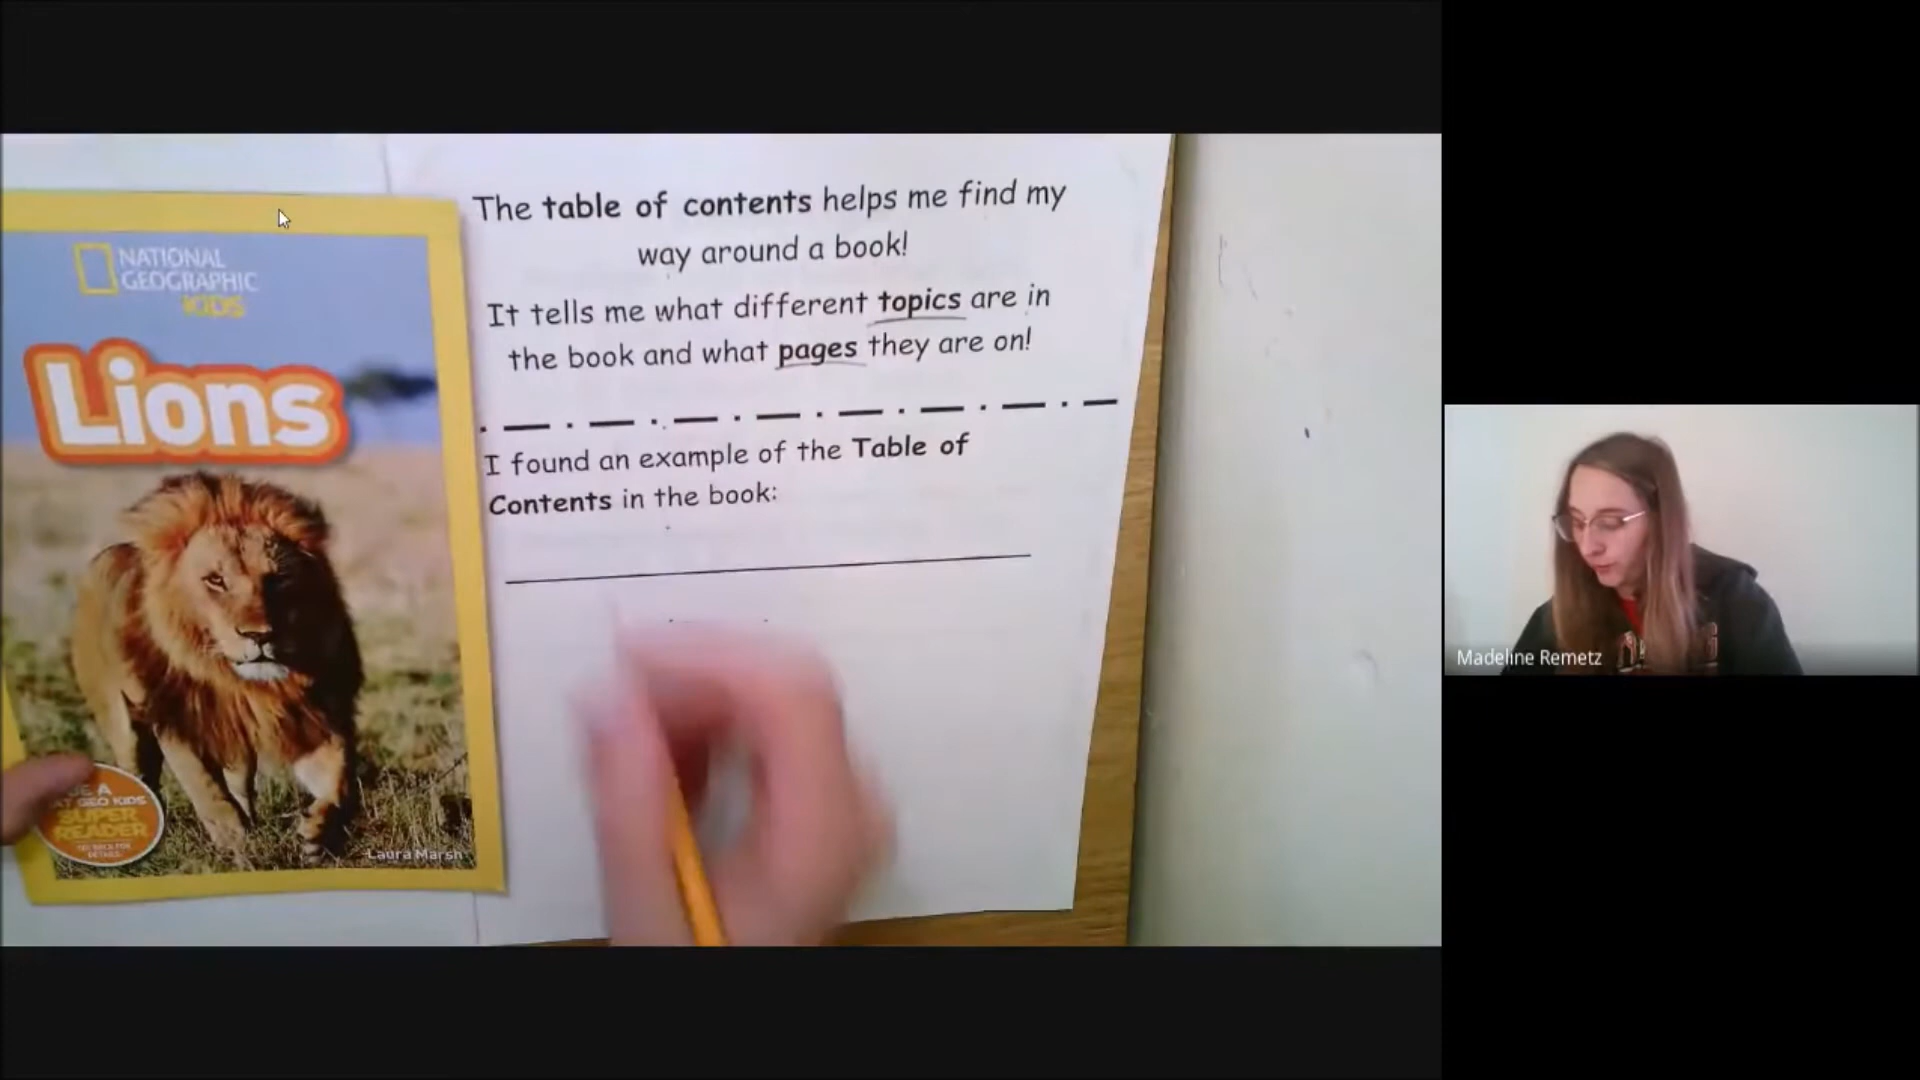 NATIONAL
GEOGRAPHIC
KIDS
Lions
SUPER
READER
Laura Marsh
The table of contents helps me find my
way around a book!
It tells me what different topics are in
the book and what pages they are on!
I found an example of the Table of
Contents in the book:
Madeline Remetz